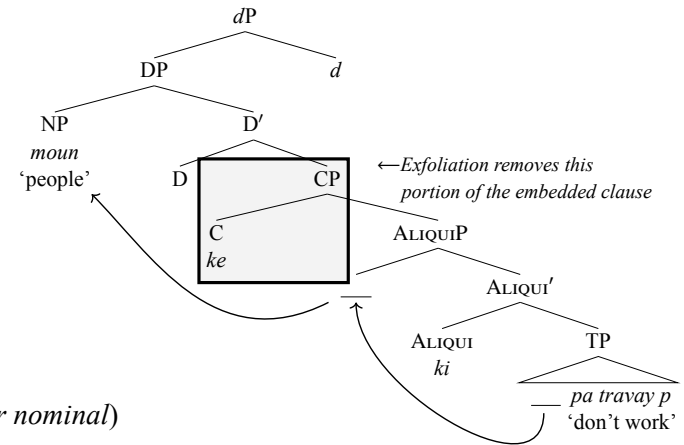 dP
DP d
NP D′
moun
‘people’
D CP ←Exfoliation removes this
portion of the embedded clause
C ALIQUIP
ke
ALIQUI′
ALIQUI TP
ki
pa travay p
‘don’t work’
r nominal)